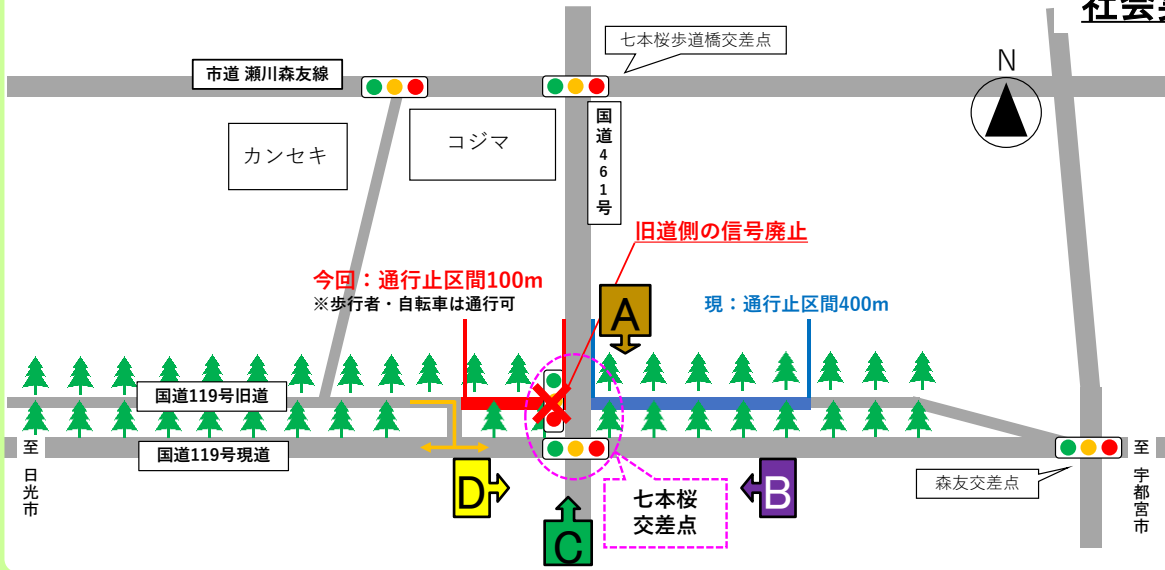 社会
七本桜歩道橋交差点
市道 瀬川森友線
N
国道461号
カンセキ
コジマ
旧道側の信号廃止
今回：通行止区間100m
※歩行者・自転車は通行可
A
現：通行止区間400m
国道119号旧道
国道119号現道
至 日光市
D
C
B
七本桜
交差点
森友交差点
至 宇都宮市